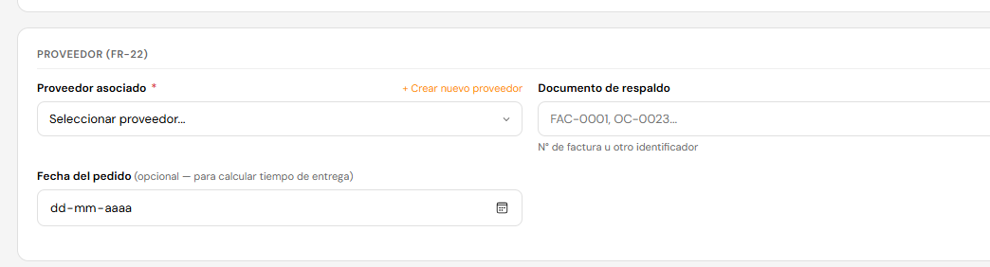 PROVEEDOR (FR-22)
Proveedor asociado *
+ Crear nuevo proveedor
Documento de respaldo
Seleccionar proveedor...
FAC-0001, OC-0023...
N° de factura u otro identificador
Fecha del pedido (opcional — para calcular tiempo de entrega)
dd-mm-aaaa